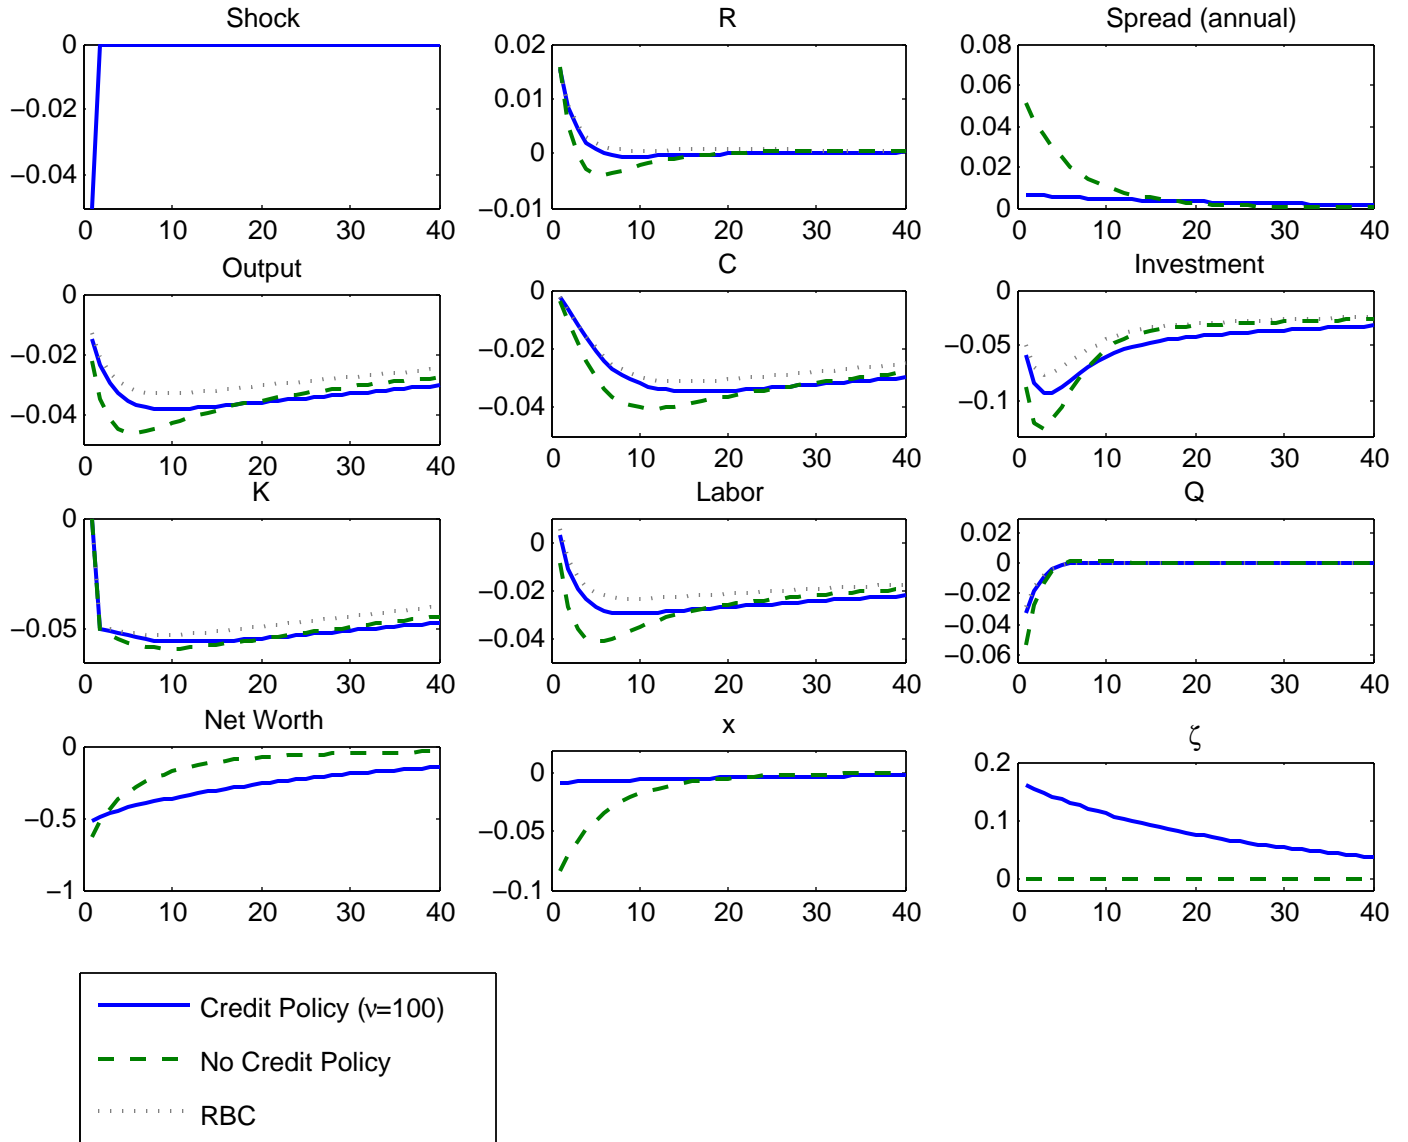 Shock
R
Spread (annual)
0
−0.02
−0.04
0 10 20 30 40
0.02
0.01
0
−0.01
0 10 20 30 40
0.08
0.06
0.04
0.02
0
0 10 20 30 40
Output
C
Investment
0
−0.02
−0.04
0 10 20 30 40
0
−0.02
−0.04
0 10 20 30 40
0
−0.05
−0.1
0 10 20 30 40
K
Labor
Q
0
−0.05
0 10 20 30 40
0
−0.02
−0.04
0 10 20 30 40
0.02
0
−0.02
−0.04
−0.06
0 10 20 30 40
Net Worth
x
ζ
0
−0.5
−1
0 10 20 30 40
0
−0.05
−0.1
0 10 20 30 40
0.2
0.1
0
0 10 20 30 40
Credit Policy (ν=100)
No Credit Policy
RBC